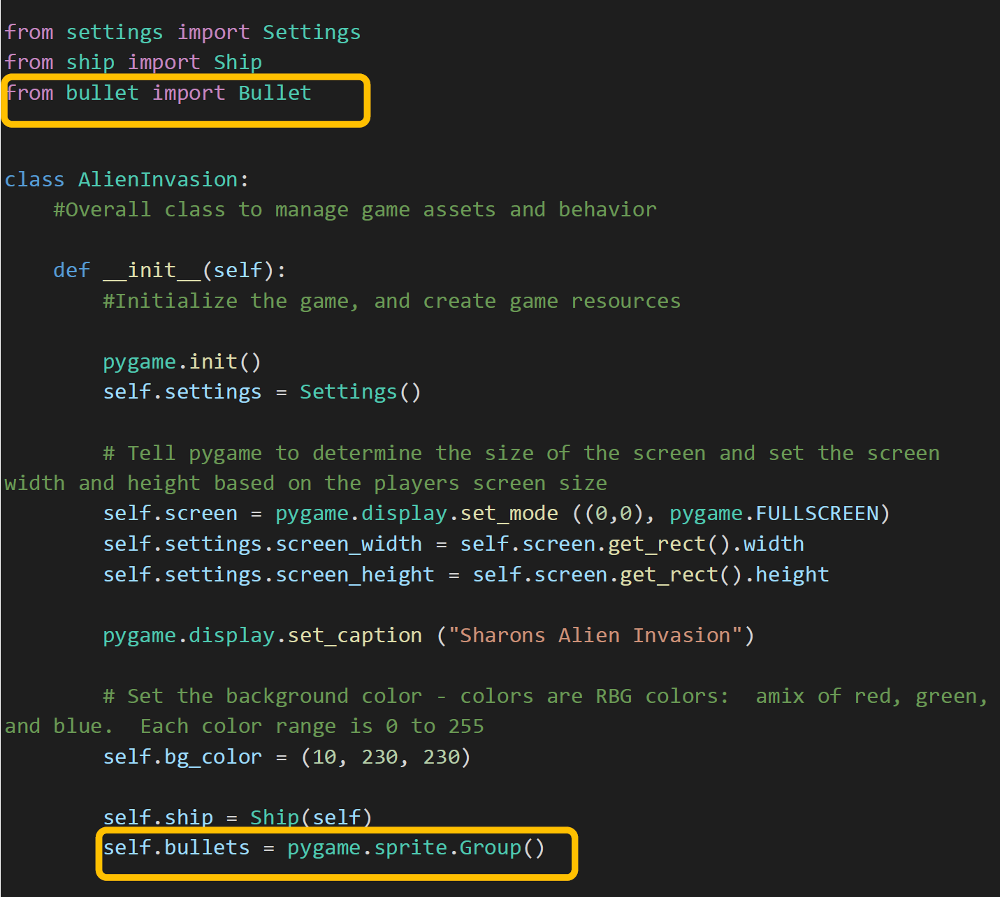 from settings import Settings
from ship import Ship
from bullet import Bullet
class AlienInvasion:
    #Overall class to manage game assets and behavior
    def __init__(self):
        #Initialize the game, and create game resources
        pygame.init()
        self.settings = Settings()
        # Tell pygame to determine the size of the screen and set the screen
width and height based on the players screen size
        self.screen = pygame.display.set_mode ((0,0), pygame.FULLSCREEN)
        self.settings.screen_width = self.screen.get_rect().width
        self.settings.screen_height = self.screen.get_rect().height
        pygame.display.set_caption ("Sharons Alien Invasion")
        # Set the background color - colors are RBG colors:  amix of red, green,
and blue.  Each color range is 0 to 255
        self.bg_color = (10, 230, 230)
        self.ship = Ship(self)
        self.bullets = pygame.sprite.Group()